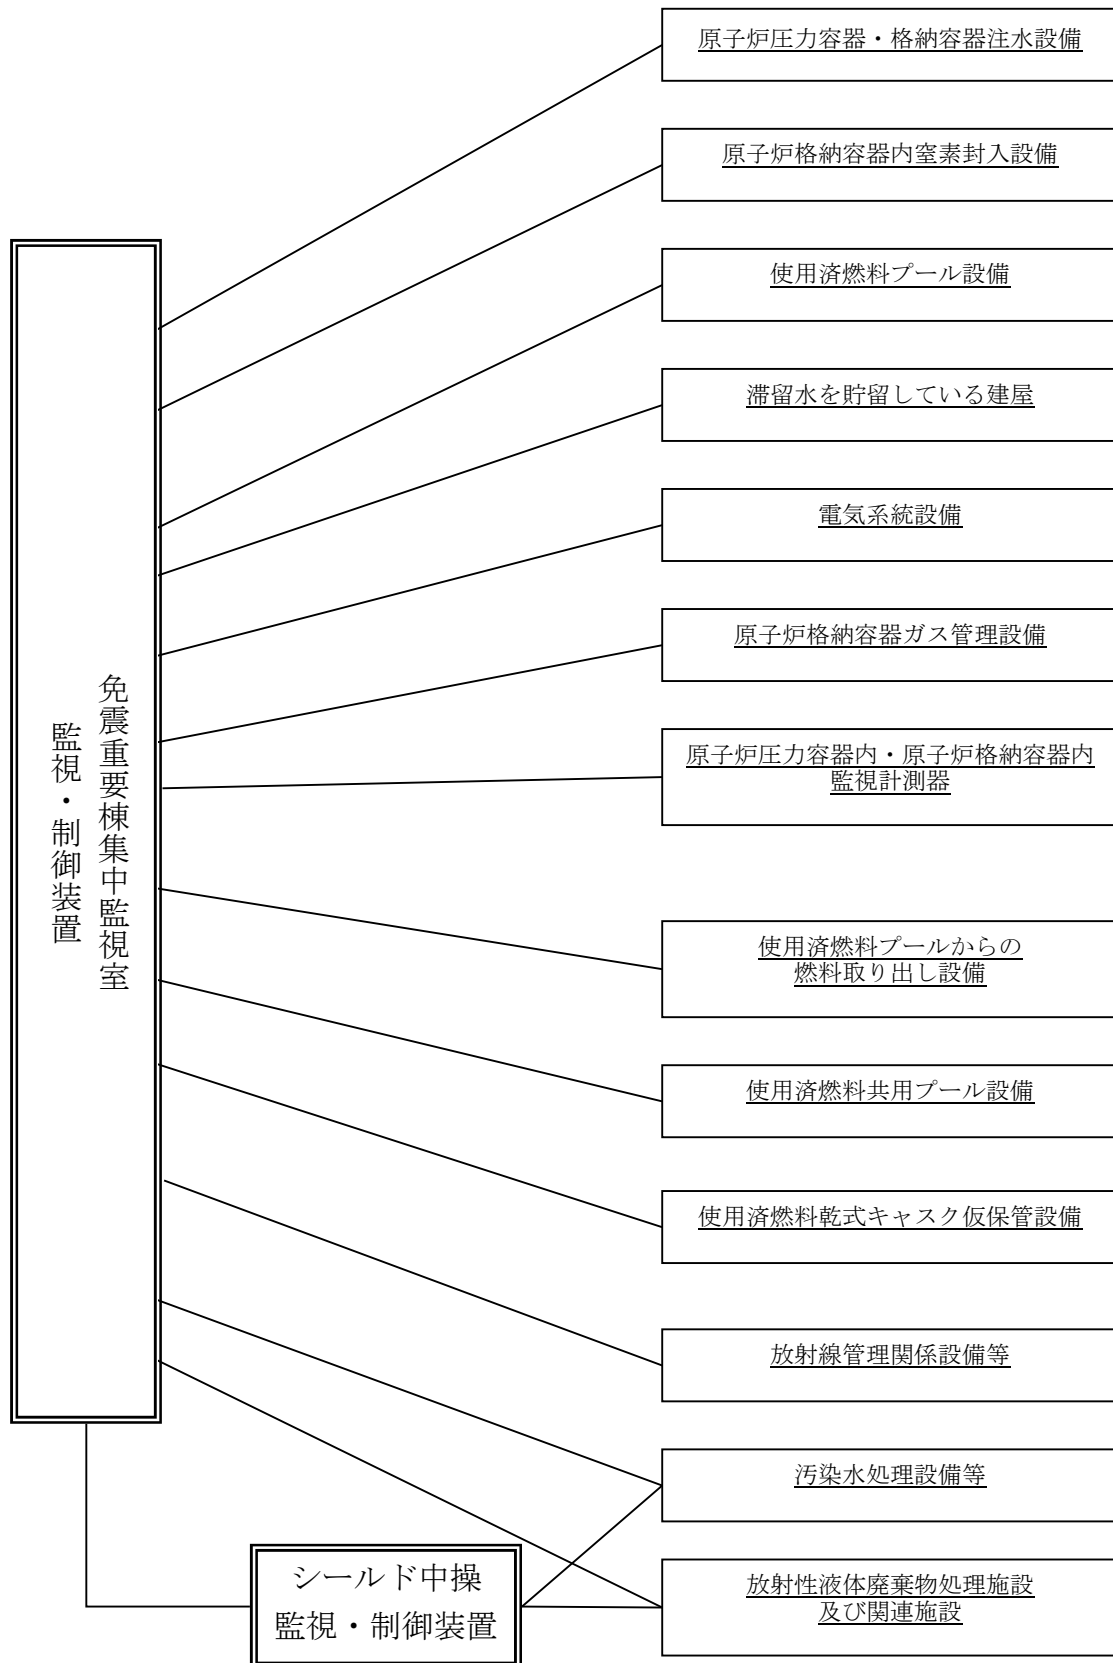 原子炉圧力容器・格納容器注水設備
原子炉格納容器内窒素封入設備
使用済燃料プール設備
滞留水を貯留している建屋
電気系統設備
原子炉格納容器ガス管理設備
原子炉圧力容器内・原子炉格納容器内
監視計測器
使用済燃料プールからの
燃料取り出し設備
使用済燃料共用プール設備
使用済燃料乾式キャスク仮保管設備
放射線管理関係設備等
汚染水処理設備等
放射性液体廃棄物処理施設
及び関連施設
免震重要棟集中監視室
監視・制御装置
シールド中操
監視・制御装置